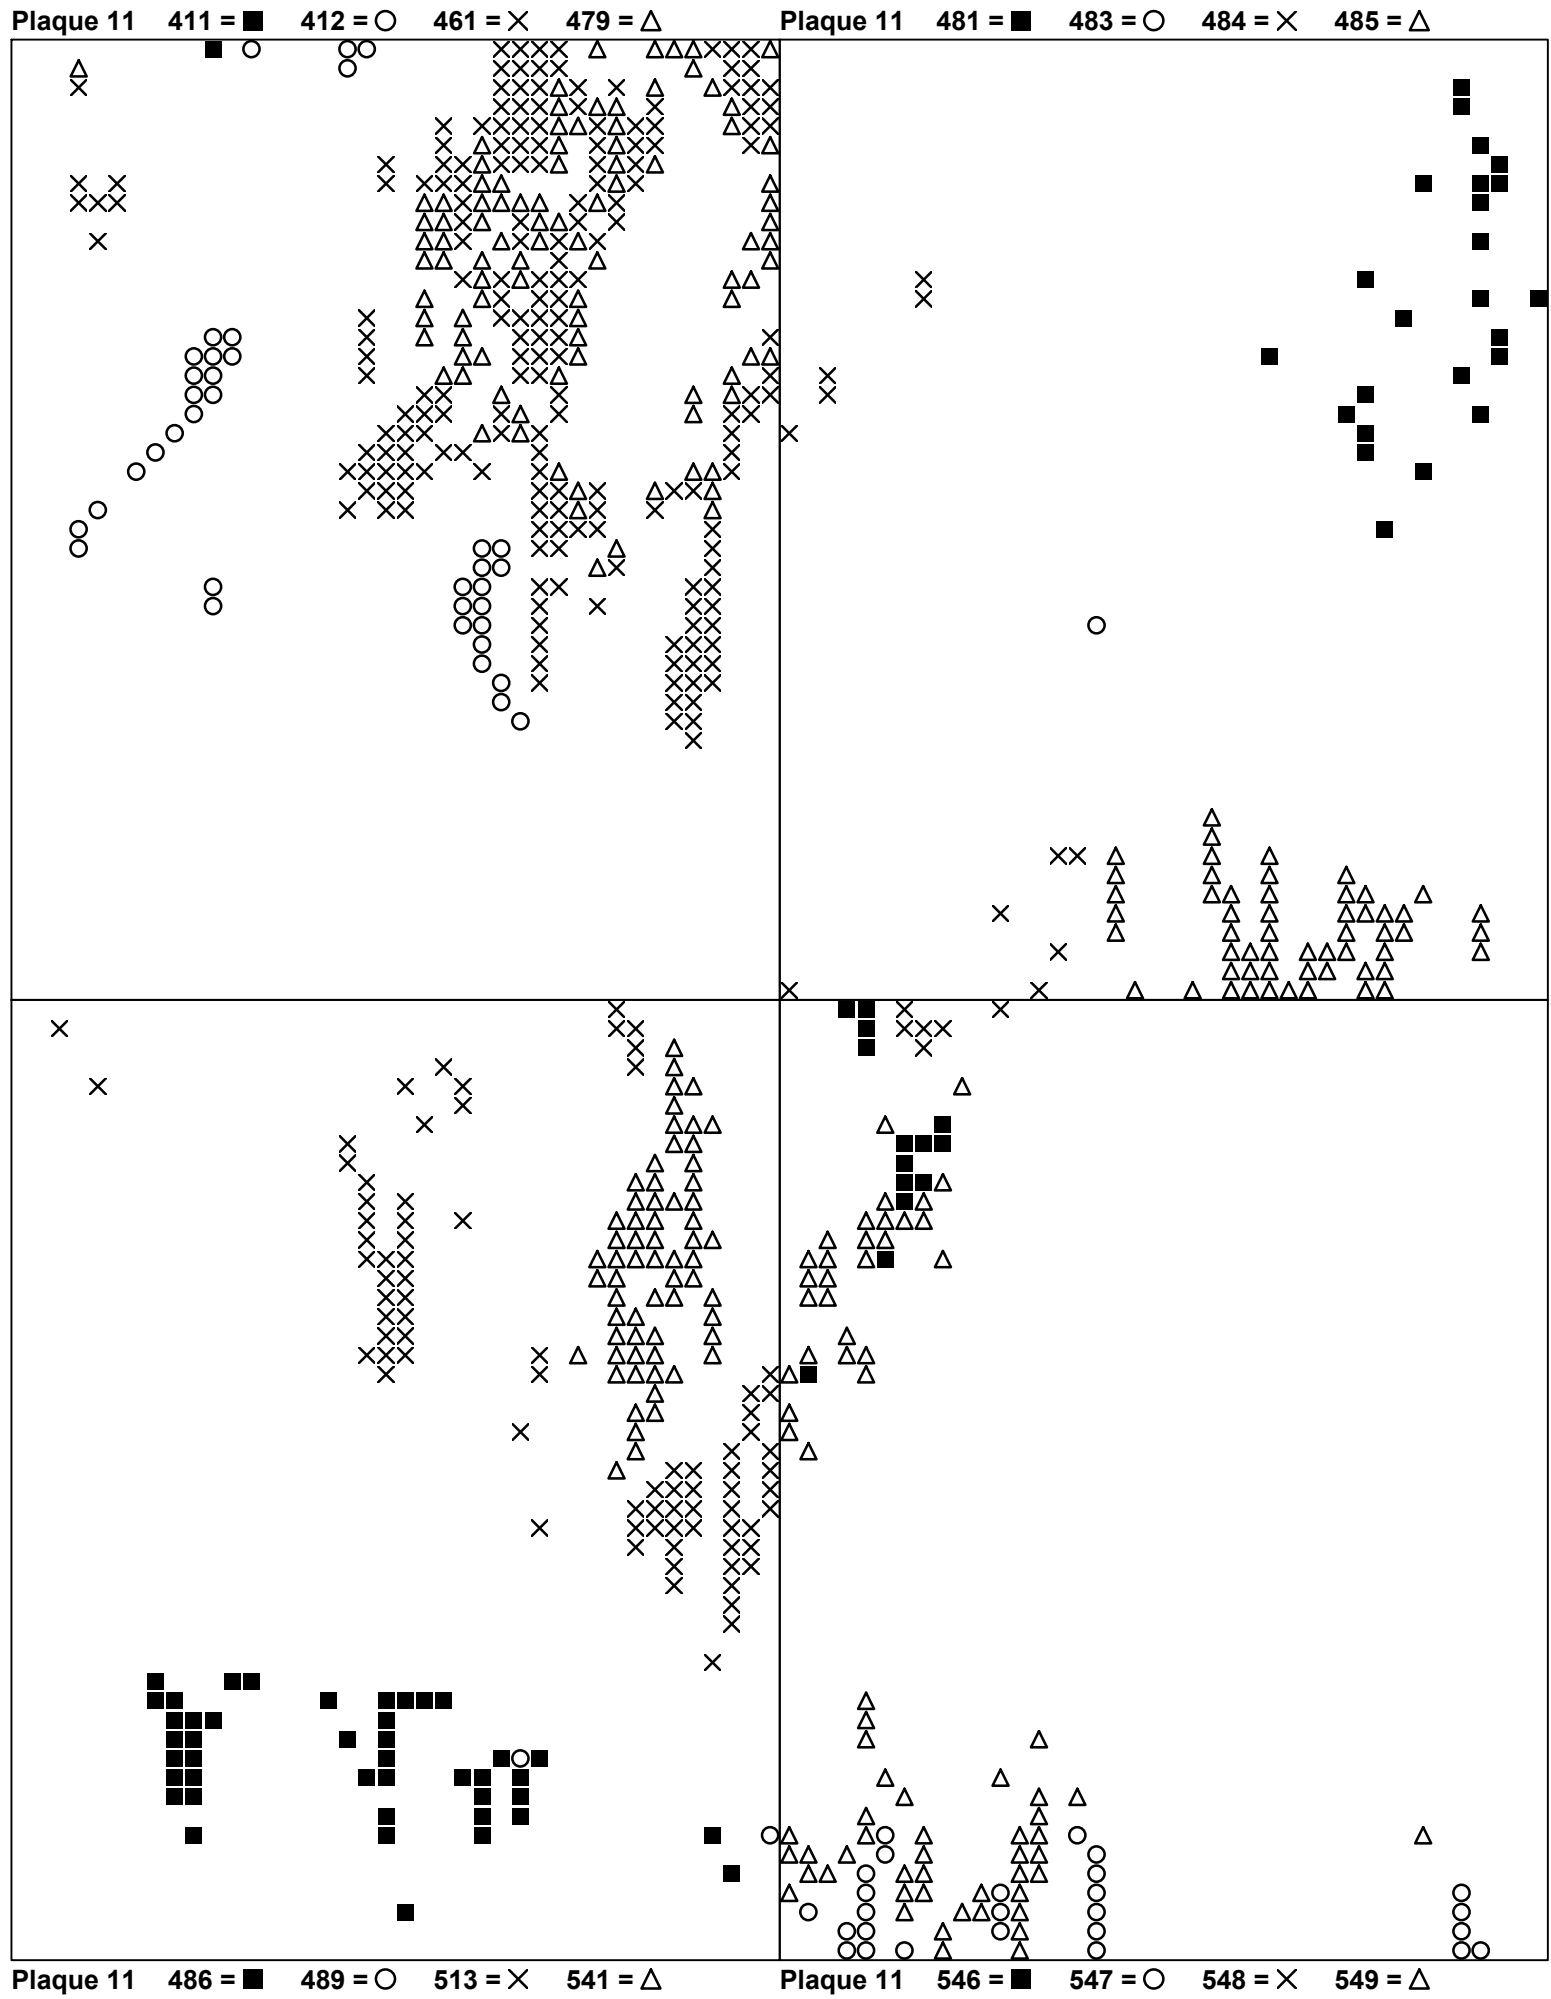 Plaque 11 411 = ■ 412 = ○ 461 = × 479 = △
Plaque 11 481 = ■ 483 = ○ 484 = × 485 = △
Plaque 11 486 = ■ 489 = ○ 513 = × 541 = △
Plaque 11 546 = ■ 547 = ○ 548 = × 549 = △